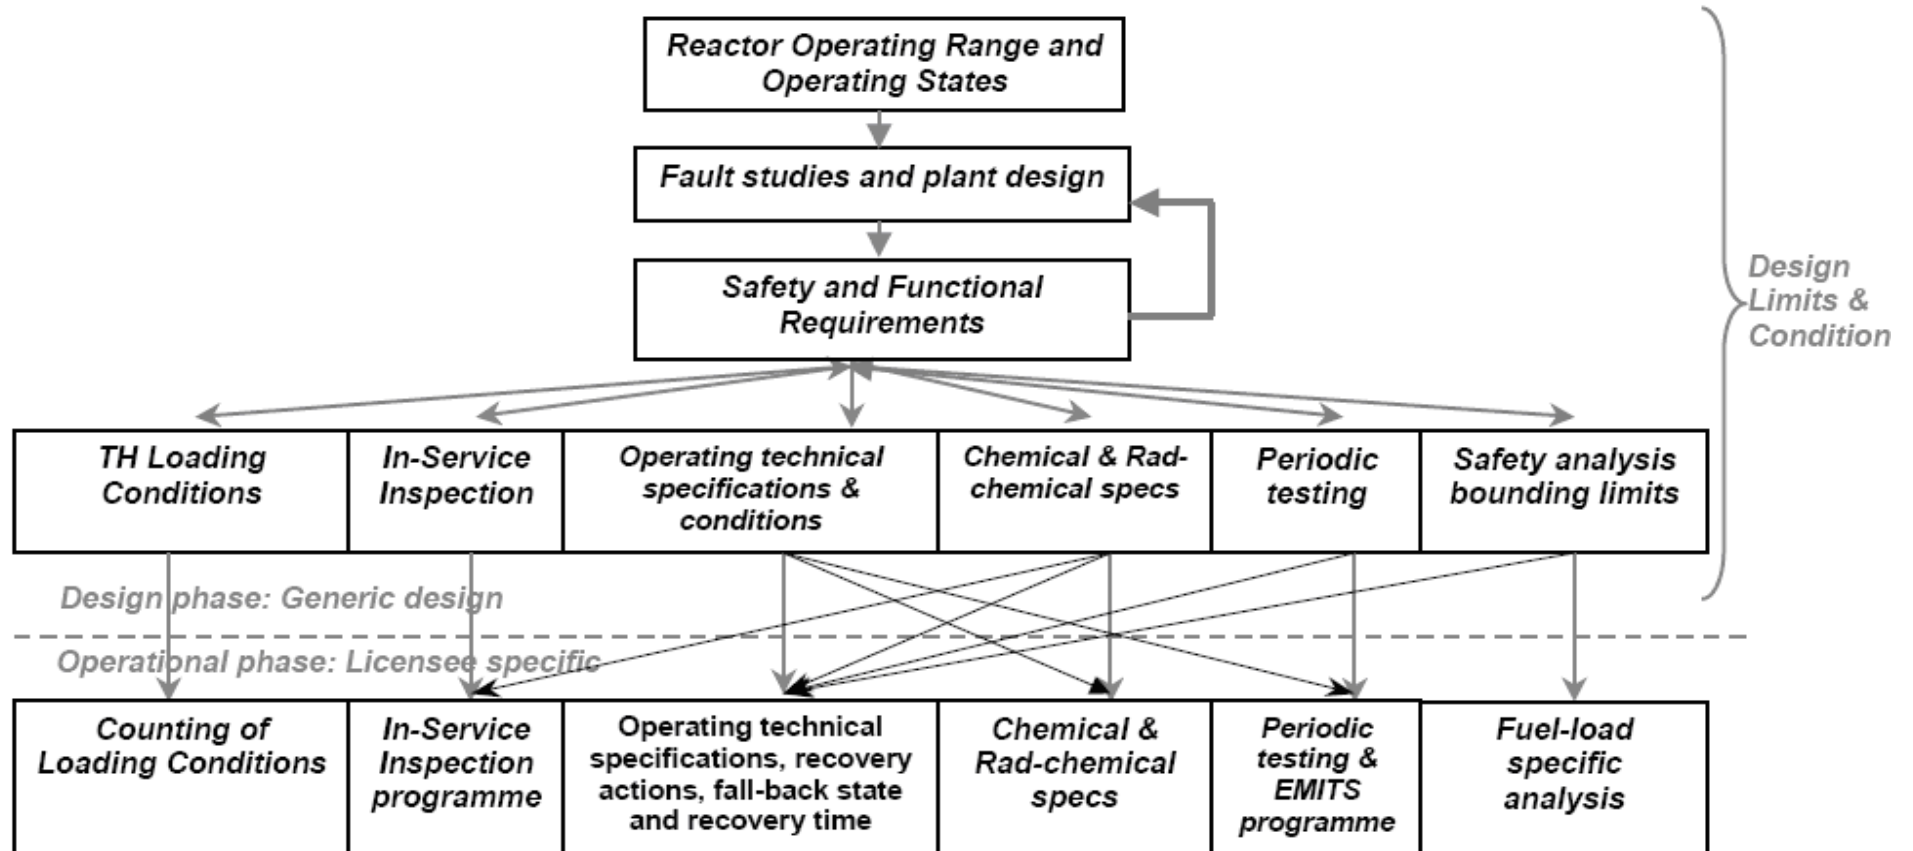 Reactor Operating Range and
Operating States
Fault studies and plant design
Safety and Functional
Requirements
Design
Limits &
Condition
TH Loading
Conditions
In-Service
Inspection
Operating technical
specifications &
conditions
Chemical & Rad-
chemical specs
Periodic
testing
Safety analysis
bounding limits
Design phase: Generic design
Operational phase: Licensee specific
Counting of
Loading Conditions
In-Service
Inspection
programme
Operating technical
specifications, recovery
actions, fall-back state
and recovery time
Chemical &
Rad-chemical
specs
Periodic
testing &
EMITS
programme
Fuel-load
specific
analysis